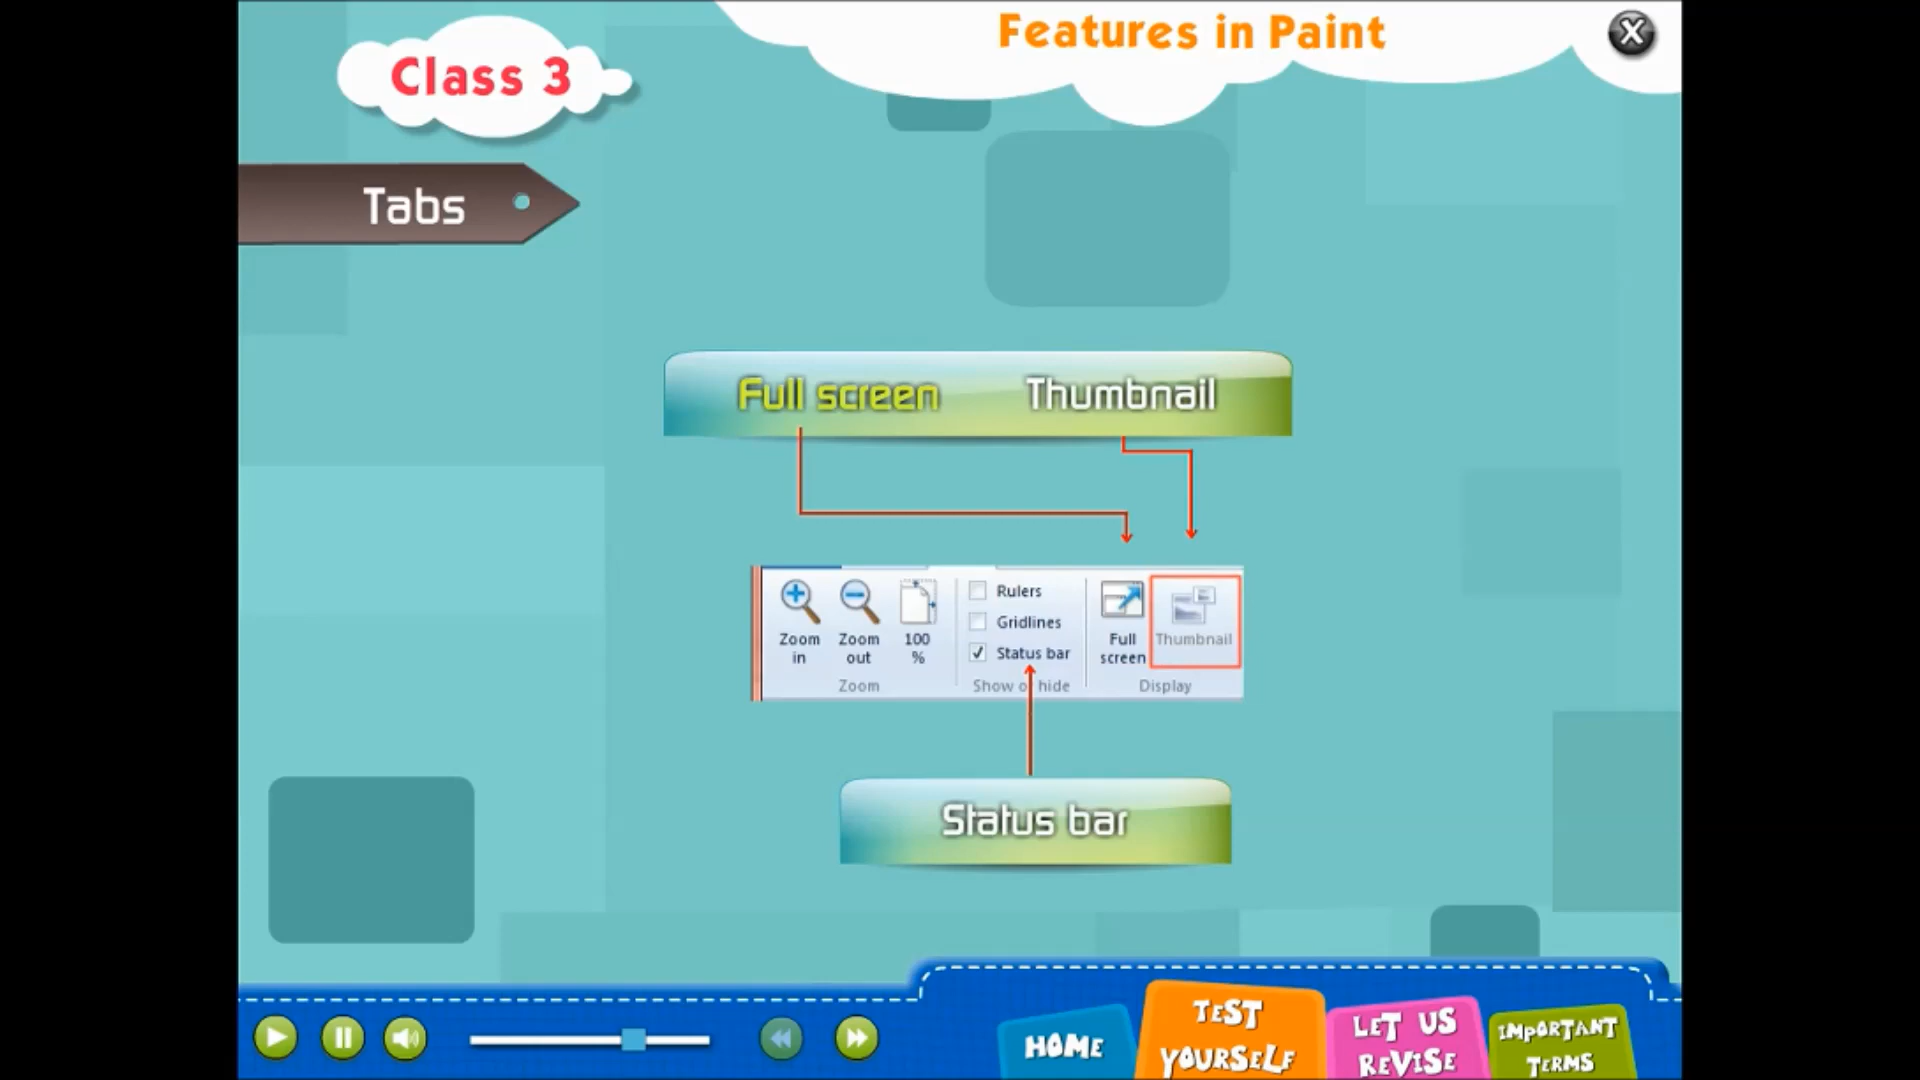 Features in Paint
X
Class 3
Tabs
Full screen Thumbnail
Zoom in
Zoom out
100 %
Zoom
Rulers
Gridlines
Status bar
Show or hide
Full screen
Thumbnail
Display
Status bar
HOME
TEST YOURSELF
LET US REVISE
IMPORTANT TERMS